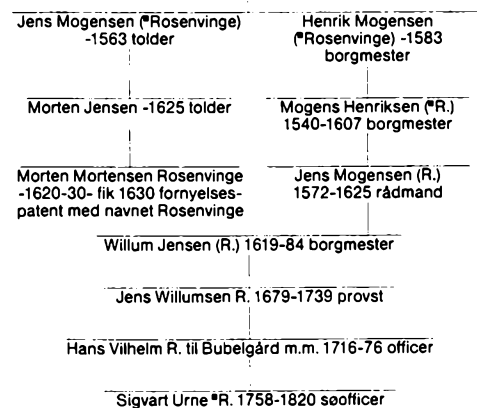 Jens Mogensen (■Rosenvinge)
-1563 tolder
Henrik Mogensen
(■Rosenvinge) -1583
borgmester
Morten Jensen -1625 tolder
Mogens Henriksen (■R.)
1540-1607 borgmester
Morten Mortensen Rosenvinge
-1620-30- fik 1630 fornyelses-
patent med navnet Rosenvinge
Jens Mogensen (R.)
1572-1625 rådmand
Willum Jensen (R.) 1619-84 borgmester
Jens Willumsen R. 1679-1739 provst
Hans Vilhelm R. til Bubelgård m.m. 1716-76 officer
Sigvart Urne ■R. 1758-1820 søofficer